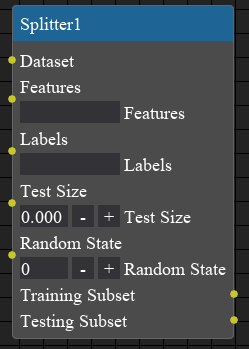 Splitter1
Dataset
Features
Features
Labels
Labels
Test Size
0.000 - + Test Size
Random State
0 - + Random State
Training Subset
Testing Subset